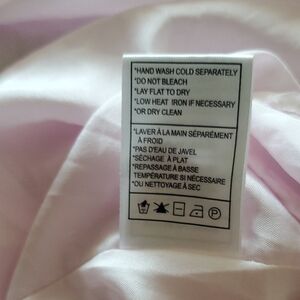 *HAND WASH COLD SEPARATELY
*DO NOT BLEACH
*LAY FLAT TO DRY
*LOW HEAT IRON IF NECESSARY
*OR DRY CLEAN
*LAVER À LA MAIN SÉPARÉMENT
À FROID
*PAS D'EAU DE JAVEL
*SÉCHAGE À PLAT
*REPASSAGE À BASSE
TEMPÉRATURE SI NÉCESSAIRE
*OU NETTOYAGE À SEC